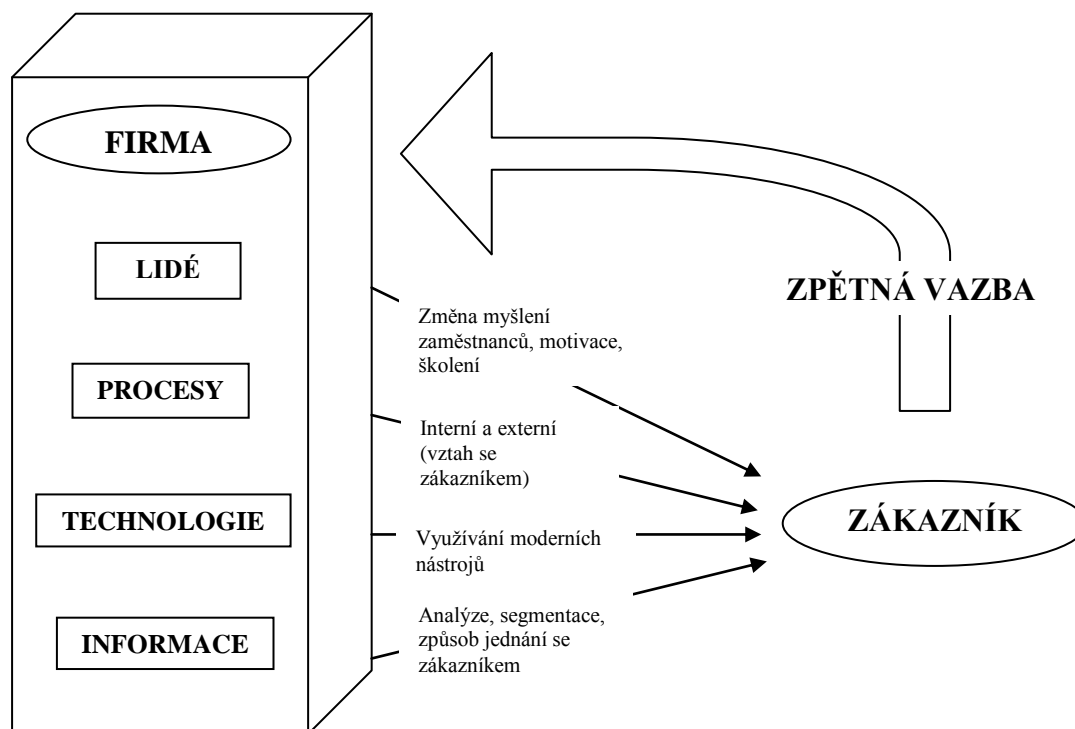 FIRMA
LIDÉ
PROCESY
TECHNOLOGIE
INFORMACE
Změna myšlení
zaměstnanců, motivace,
školení
Interní a externí
(vztah se
zákazníkem)
Využívání moderních
nástrojů
Analýze, segmentace,
způsob jednání se
zákazníkem
ZPĚTNÁ VAZBA
ZÁKAZNÍK